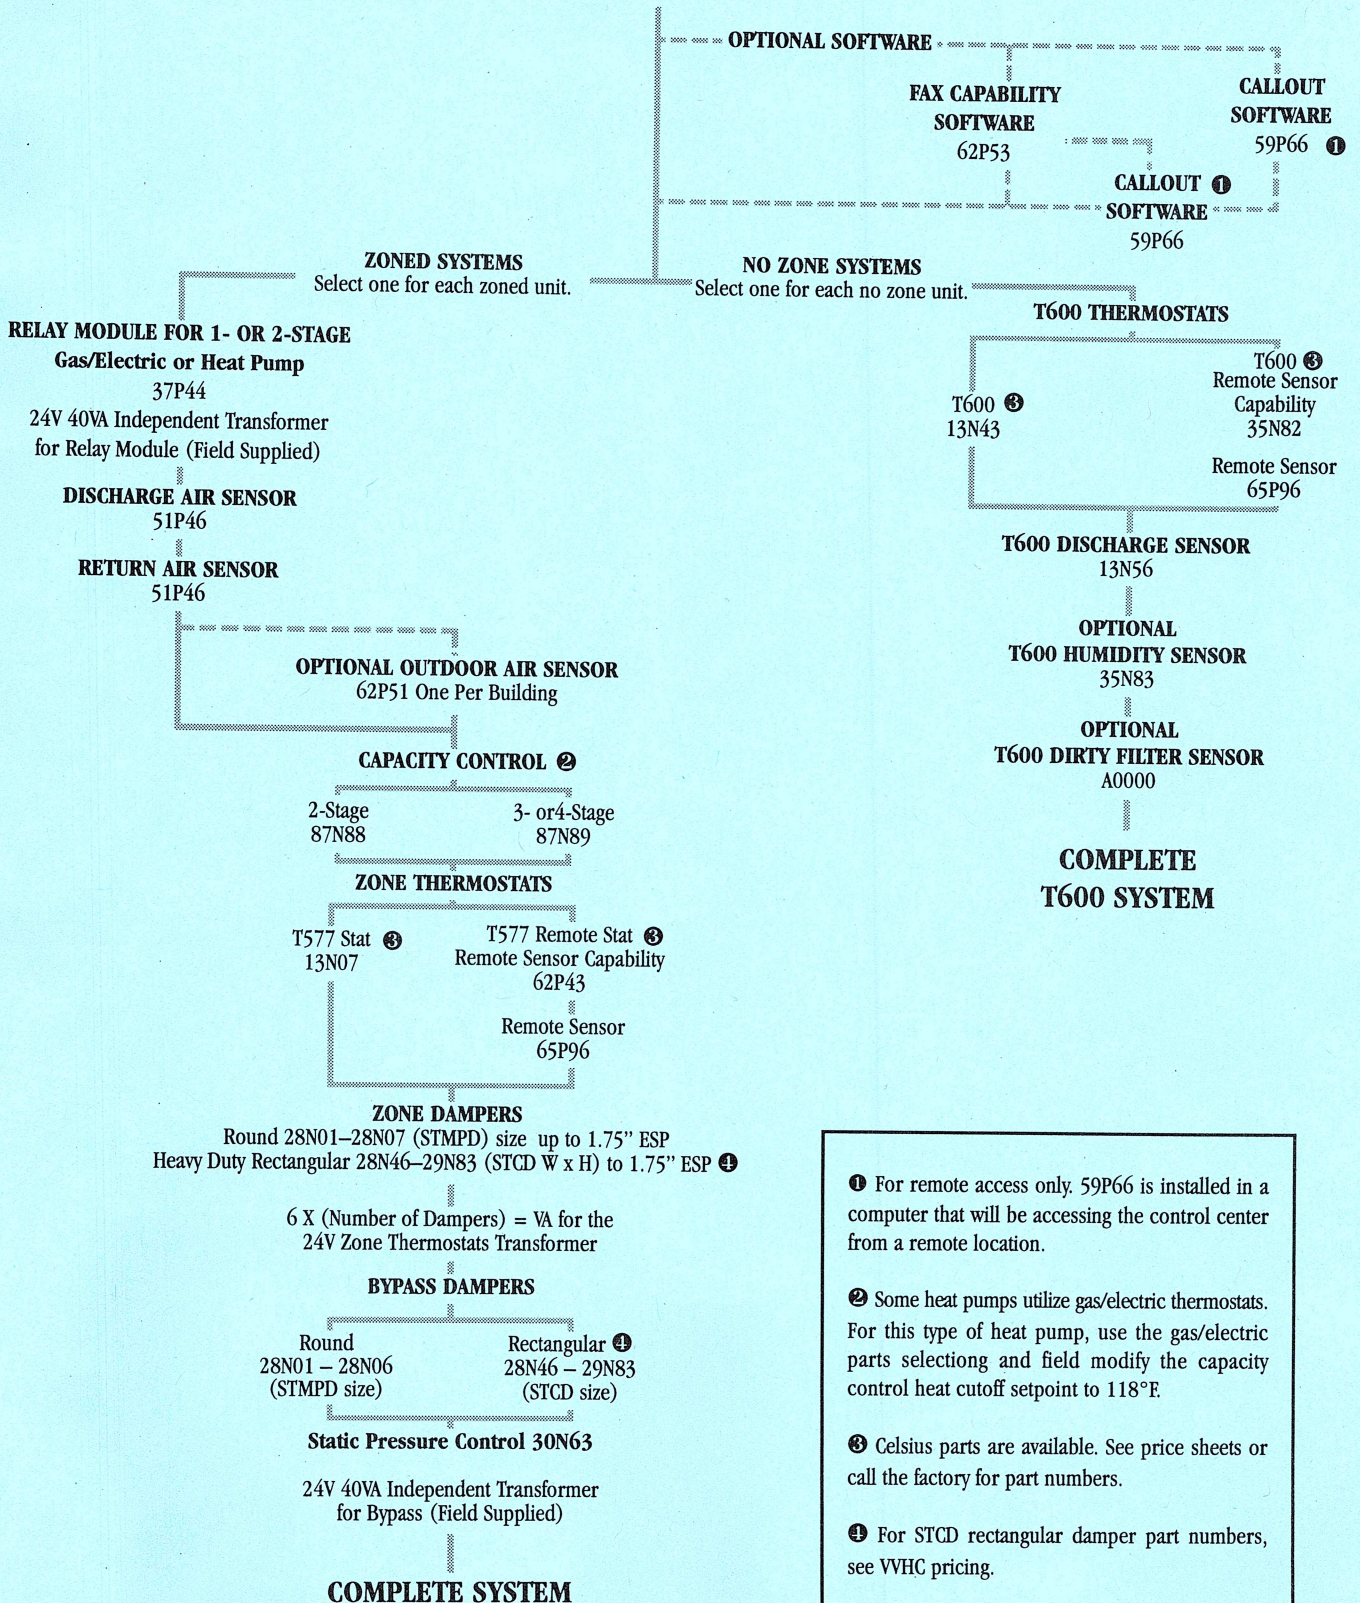 OPTIONAL SOFTWARE
FAX CAPABILITY
SOFTWARE
62P53
CALLOUT
SOFTWARE
59P66 ❶
CALLOUT ❶
SOFTWARE
59P66
ZONED SYSTEMS
Select one for each zoned unit.
NO ZONE SYSTEMS
Select one for each no zone unit.
RELAY MODULE FOR 1- OR 2-STAGE
Gas/Electric or Heat Pump
37P44
24V 40VA Independent Transformer
for Relay Module (Field Supplied)
DISCHARGE AIR SENSOR
51P46
RETURN AIR SENSOR
51P46
OPTIONAL OUTDOOR AIR SENSOR
62P51 One Per Building
CAPACITY CONTROL ❷
2-Stage
87N88
3- or4-Stage
87N89
ZONE THERMOSTATS
T577 Stat ❸
13N07
T577 Remote Stat ❸
Remote Sensor Capability
62P43
Remote Sensor
65P96
ZONE DAMPERS
Round 28N01–28N07 (STMPD) size up to 1.75” ESP
Heavy Duty Rectangular 28N46–29N83 (STCD W x H) to 1.75” ESP ❹
6 X (Number of Dampers) = VA for the
24V Zone Thermostats Transformer
BYPASS DAMPERS
Round
28N01 – 28N06
(STMPD size)
Rectangular ❹
28N46 – 29N83
(STCD size)
Static Pressure Control 30N63
24V 40VA Independent Transformer
for Bypass (Field Supplied)
COMPLETE SYSTEM
T600 THERMOSTATS
T600 ❸
13N43
T600 ❸
Remote Sensor
Capability
35N82
Remote Sensor
65P96
T600 DISCHARGE SENSOR
13N56
OPTIONAL
T600 HUMIDITY SENSOR
35N83
OPTIONAL
T600 DIRTY FILTER SENSOR
A0000
COMPLETE
T600 SYSTEM
❶ For remote access only. 59P66 is installed in a
computer that will be accessing the control center
from a remote location.
❷ Some heat pumps utilize gas/electric thermostats.
For this type of heat pump, use the gas/electric
parts selectiong and field modify the capacity
control heat cutoff setpoint to 118°F.
❸ Celsius parts are available. See price sheets or
call the factory for part numbers.
❹ For STCD rectangular damper part numbers,
see VVHC pricing.